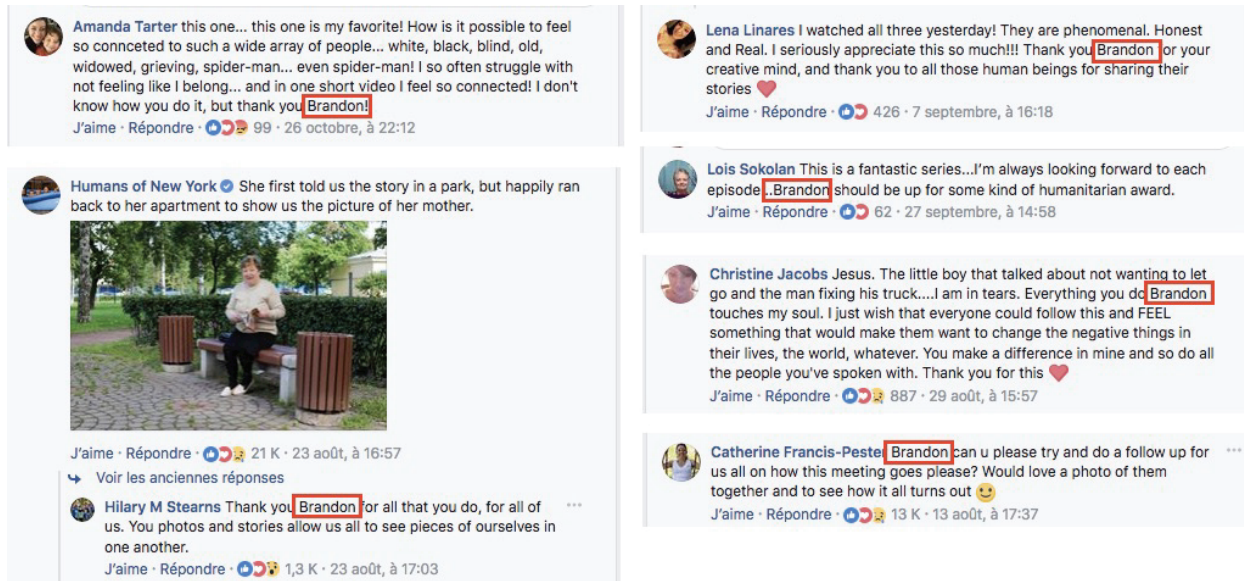 Amanda Tarter this one... this one is my favorite! How is it possible to feel
so connceted to such a wide array of people... white, black, blind, old,
widowed, grieving, spider-man... even spider-man! I so often struggle with
not feeling like I belong... and in one short video I feel so connected! I don't
know how you do it, but thank you Brandon!
J'aime · Répondre · 99 · 26 octobre, à 22:12
Humans of New York She first told us the story in a park, but happily ran
back to her apartment to show us the picture of her mother.
J'aime · Répondre · 21 K · 23 août, à 16:57
Voir les anciennes réponses
Hilary M Stearns Thank you Brandon for all that you do, for all of
us. You photos and stories allow us all to see pieces of ourselves in
one another.
J'aime · Répondre · 1,3 K · 23 août, à 17:03
Lena Linares I watched all three yesterday! They are phenomenal. Honest
and Real. I seriously appreciate this so much!!! Thank you Brandon for your
creative mind, and thank you to all those human beings for sharing their
stories ❤
J'aime · Répondre · 426 · 7 septembre, à 16:18
Lois Sokolan This is a fantastic series...I'm always looking forward to each
episode...Brandon should be up for some kind of humanitarian award.
J'aime · Répondre · 62 · 27 septembre, à 14:58
Christine Jacobs Jesus. The little boy that talked about not wanting to let
go and the man fixing his truck....I am in tears. Everything you do Brandon
touches my soul. I just wish that everyone could follow this and FEEL
something that would make them want to change the negative things in
their lives, the world, whatever. You make a difference in mine and so do all
the people you've spoken with. Thank you for this ❤
J'aime · Répondre · 887 · 29 août, à 15:57
Catherine Francis-Pester Brandon can u please try and do a follow up for
us all on how this meeting goes please? Would love a photo of them
together and to see how it all turns out 🙂
J'aime · Répondre · 13 K · 13 août, à 17:37